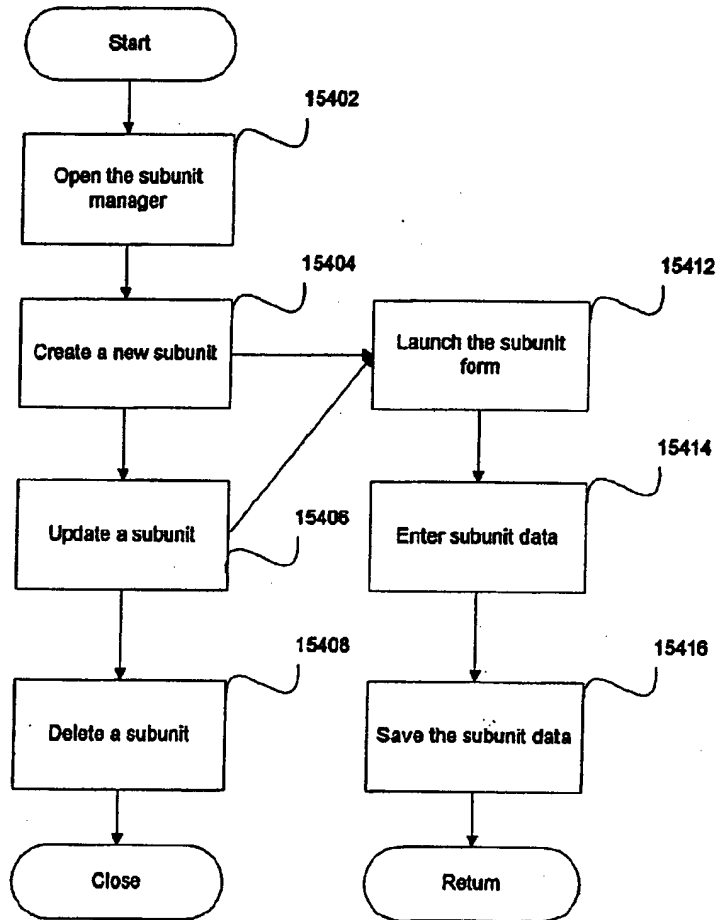 Start
15402
Open the subunit
manager
15404
Create a new subunit
15412
Launch the subunit
form
Update a subunit
15406
15414
Enter subunit data
15408
Delete a subunit
15416
Save the subunit data
Close
Return